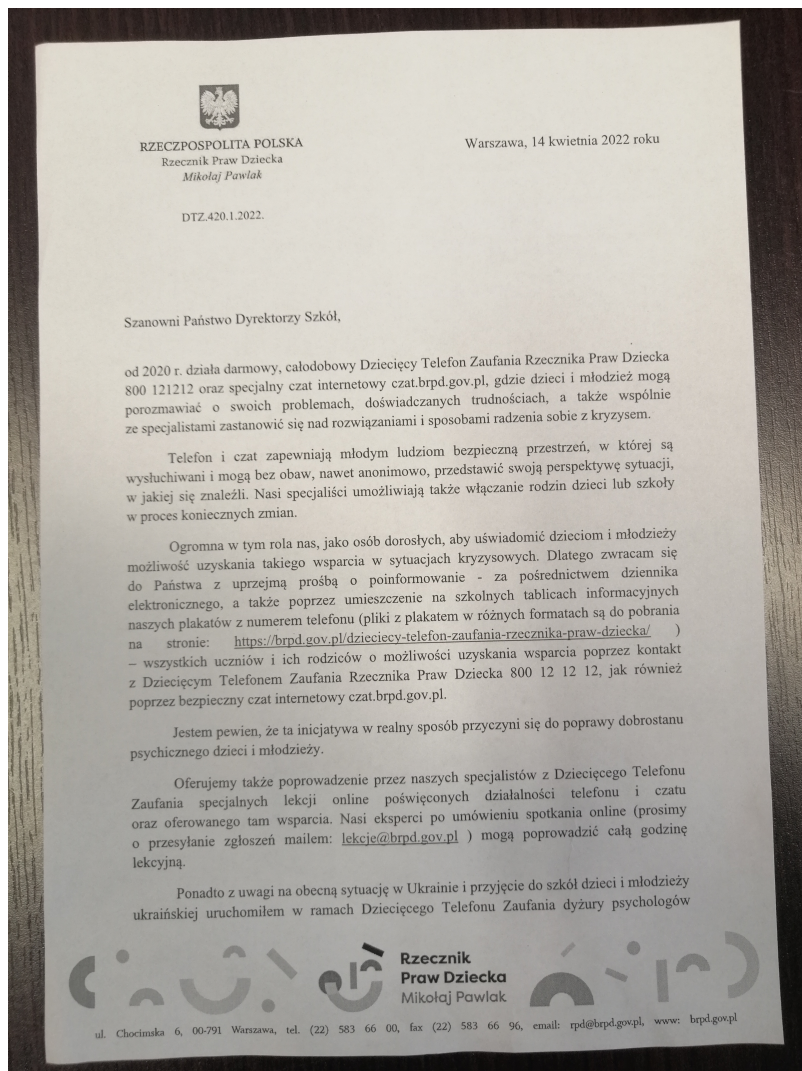 RZECZPOSPOLITA POLSKA
Rzecznik Praw Dziecka
Mikołaj Pawlak
Warszawa, 14 kwietnia 2022 roku
DTZ.420.1.2022.
Szanowni Państwo Dyrektorzy Szkół,
od 2020 r. działa darmowy, całodobowy Dziecięcy Telefon Zaufania Rzecznika Praw Dziecka
800 121212 oraz specjalny czat internetowy czat.brpd.gov.pl, gdzie dzieci i młodzież mogą
porozmawiać o swoich problemach, doświadczanych trudnościach, a także wspólnie
ze specjalistami zastanowić się nad rozwiązaniami i sposobami radzenia sobie z kryzysem.
Telefon i czat zapewniają młodym ludziom bezpieczną przestrzeń, w której są
wysłuchiwani i mogą bez obaw, nawet anonimowo, przedstawić swoją perspektywę sytuacji,
w jakiej się znaleźli. Nasi specjaliści umożliwiają także włączanie rodzin dzieci lub szkoły
w proces koniecznych zmian.
Ogromna w tym rola nas, jako osób dorosłych, aby uświadomić dzieciom i młodzieży
możliwość uzyskania takiego wsparcia w sytuacjach kryzysowych. Dlatego zwracam się
do Państwa z uprzejmą prośbą o poinformowanie - za pośrednictwem dziennika
elektronicznego, a także poprzez umieszczenie na szkolnych tablicach informacyjnych
naszych plakatów z numerem telefonu (pliki z plakatem w różnych formatach są do pobrania
na stronie: https://brpd.gov.pl/dzieciecy-telefon-zaufania-rzecznika-praw-dziecka/ )
– wszystkich uczniów i ich rodziców o możliwości uzyskania wsparcia poprzez kontakt
z Dziecięcym Telefonem Zaufania Rzecznika Praw Dziecka 800 12 12 12, jak również
poprzez bezpieczny czat internetowy czat.brpd.gov.pl.
Jestem pewien, że ta inicjatywa w realny sposób przyczyni się do poprawy dobrostanu
psychicznego dzieci i młodzieży.
Oferujemy także poprowadzenie przez naszych specjalistów z Dziecięcego Telefonu
Zaufania specjalnych lekcji online poświęconych działalności telefonu i czatu
oraz oferowanego tam wsparcia. Nasi eksperci po umówieniu spotkania online (prosimy
o przesyłanie zgłoszeń mailem: lekcje@brpd.gov.pl ) mogą poprowadzić całą godzinę
lekcyjną.
Ponadto z uwagi na obecną sytuację w Ukrainie i przyjęcie do szkół dzieci i młodzieży
ukraińskiej uruchomiłem w ramach Dziecięcego Telefonu Zaufania dyżury psychologów
Rzecznik
Praw Dziecka
Mikołaj Pawlak
ul. Chocimska 6, 00-791 Warszawa, tel. (22) 583 66 00, fax (22) 583 66 96, email: rpd@brpd.gov.pl, www: brpd.gov.pl